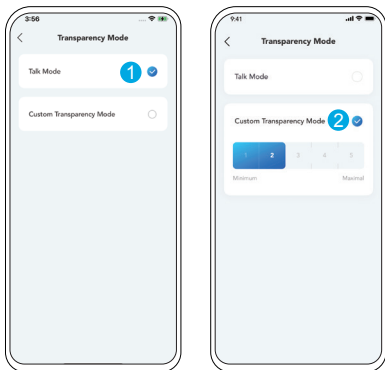 3:56
Transparency Mode
Talk Mode 1
Custom Transparency Mode
9:41
Transparency Mode
Talk Mode
Custom Transparency Mode 2
1 2 3 4 5
Minimum Maximal